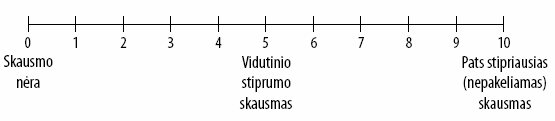 0 1 2 3 4 5 6 7 8 9 10
Skausmo Vidutinio Pats stipriausias
nėra stiprumo (nepakeliamas)
skausmas skausmas